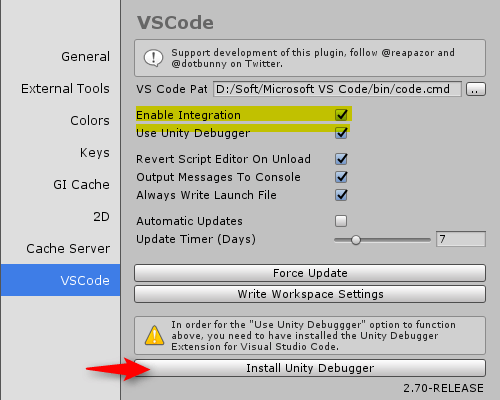 VSCode
General
External Tools
Colors
Keys
GI Cache
2D
Cache Server
VSCode
Support development of this plugin, follow @reapazor and
@dotbunny on Twitter.
VS Code Pat D:/Soft/Microsoft VS Code/bin/code.cmd ..
Enable Integration
Use Unity Debugger
Revert Script Editor On Unload
Output Messages To Console
Always Write Launch File
Automatic Updates
Update Timer (Days) 7
Force Update
Write Workspace Settings
In order for the "Use Unity Debuggger" option to function
above, you need to have installed the Unity Debugger
Extension for Visual Studio Code.
Install Unity Debugger
2.70-RELEASE